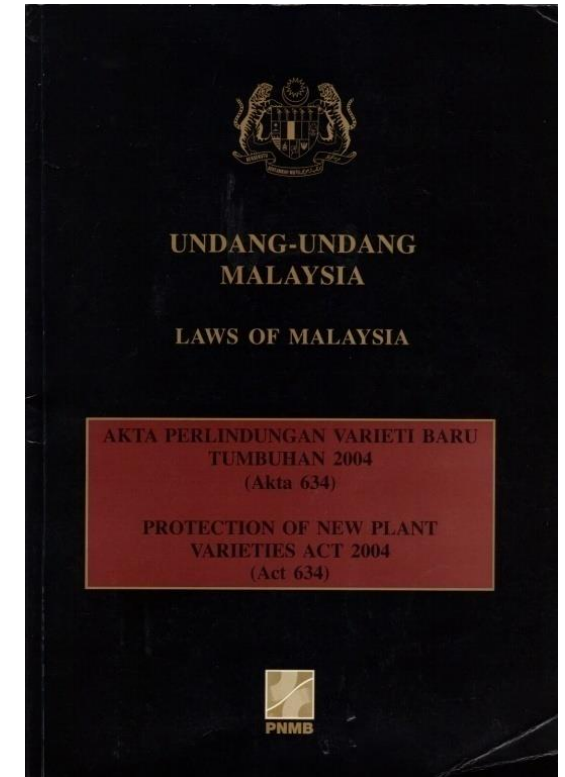 UNDANG-UNDANG
MALAYSIA
LAWS OF MALAYSIA
AKTA PERLINDUNGAN VARIETI BARU
TUMBUHAN 2004
(Akta 634)
PROTECTION OF NEW PLANT
VARIETIES ACT 2004
(Act 634)
PNMB